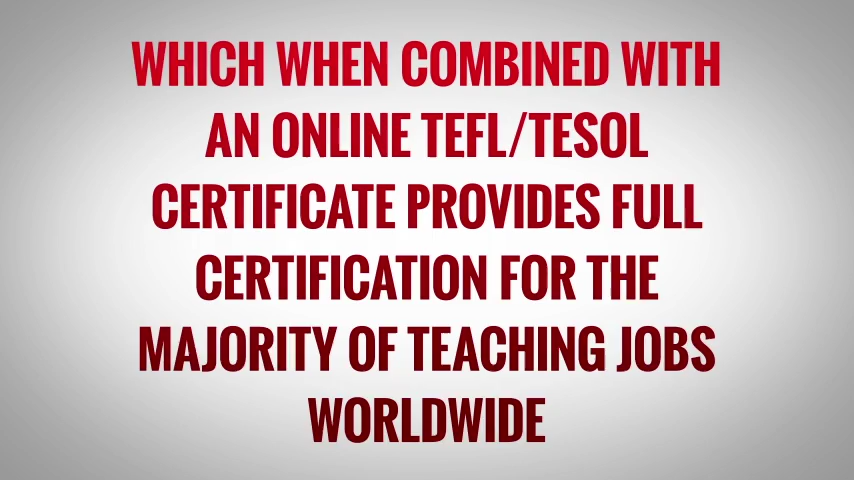 WHICH WHEN COMBINED WITH
AN ONLINE TEFL/TESOL
CERTIFICATE PROVIDES FULL
CERTIFICATION FOR THE
MAJORITY OF TEACHING JOBS
WORLDWIDE